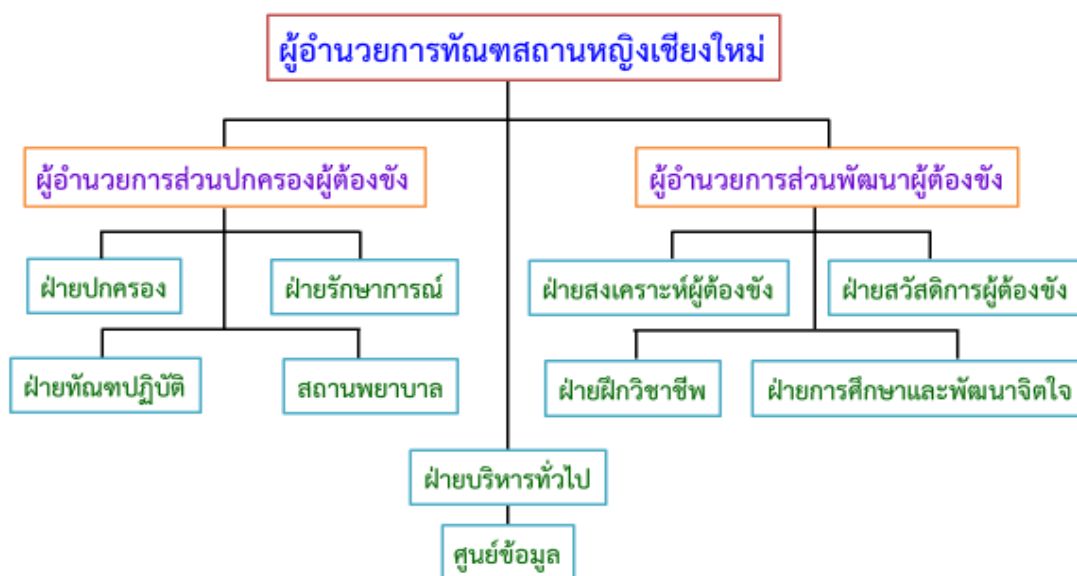 ผู้อำนวยการทัณฑสถานหญิงเชียงใหม่
ผู้อำนวยการส่วนปกครองผู้ต้องขัง
ผู้อำนวยการส่วนพัฒนาผู้ต้องขัง
ฝ่ายปกครอง
ฝ่ายรักษาการณ์
ฝ่ายสงเคราะห์ผู้ต้องขัง
ฝ่ายสวัสดิการผู้ต้องขัง
ฝ่ายทัณฑปฏิบัติ
สถานพยาบาล
ฝ่ายฝึกวิชาชีพ
ฝ่ายการศึกษาและพัฒนาจิตใจ
ฝ่ายบริหารทั่วไป
ศูนย์ข้อมูล